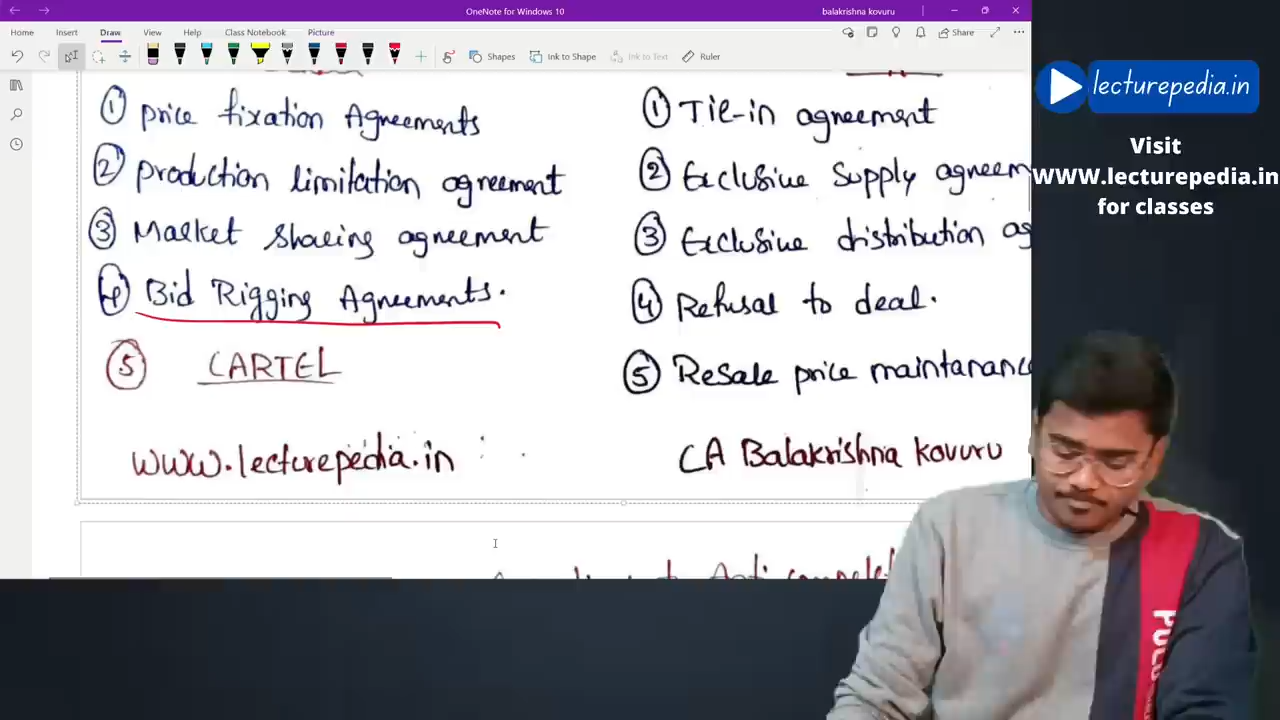 OneNote for Windows 10
balakrishna kovuru
Home Insert Draw View Help Class Notebook Picture
Share
Shapes Ink to Shape Ink to Text Ruler
① price fixation Agreements
② production limitation agreement
③ Market sharing agreement
④ Bid Rigging Agreements.
⑤ CARTEL
www.lecturepedia.in
① Tie-in agreement
② Exclusive Supply agreem
③ Exclusive distribution ag
④ Refusal to deal.
⑤ Resale price maintananc
CA Balakrishna kovuru
lecturepedia.in
Visit
WWW.lecturepedia.in
for classes